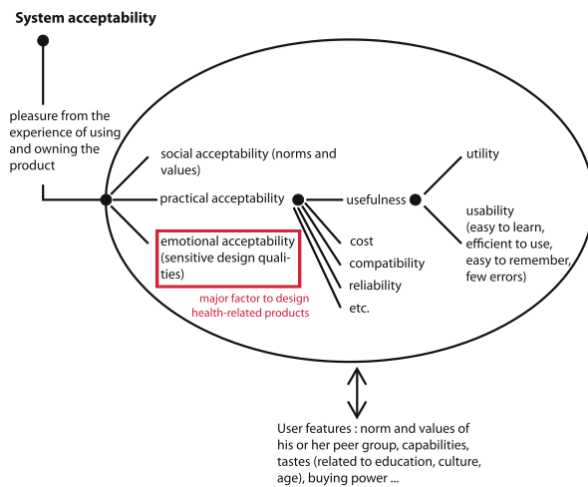 System acceptability
pleasure from the
experience of using
and owning the
product
social acceptability (norms and
values)
practical acceptability
emotional acceptability
(sensitive design quali-
ties)
major factor to design
health-related products
usefulness
cost
compatibility
reliability
etc.
utility
usability
(easy to learn,
efficient to use,
easy to remember,
few errors)
User features : norm and values of
his or her peer group, capabilities,
tastes (related to education, culture,
age), buying power ...